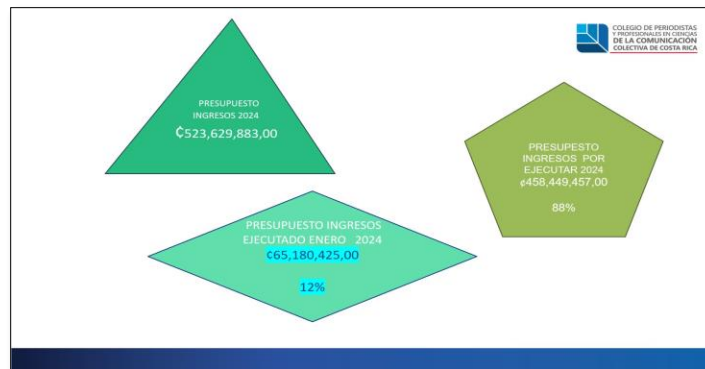 COLEGIO DE PERIODISTAS
Y PROFESIONALES EN CIENCIAS
DE LA COMUNICACIÓN
COLECTIVA DE COSTA RICA
PRESUPUESTO
INGRESOS 2024
₵523,629,883,00
PRESUPESTO
INGRESOS POR
EJECUTAR 2024
¢458,449,457,00
88%
PRESUPUESTO INGRESOS
EJECUTADO ENERO 2024
¢65,180,425,00
12%